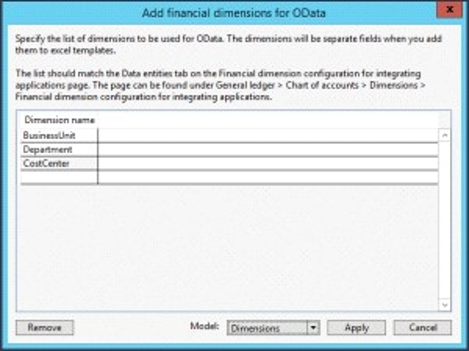 Add financial dimensions for OData
x
Specify the list of dimensions to be used for OData. The dimensions will be separate fields when you add
them to excel templates.
The list should match the Data entities tab on the Financial dimension configuration for integrating
applications page. The page can be found under General ledger > Chart of accounts > Dimensions >
Financial dimension configuration for integrating applications.
Dimension name
BusinessUnit
Department
CostCenter
Remove
Model:
Dimensions
Apply
Cancel